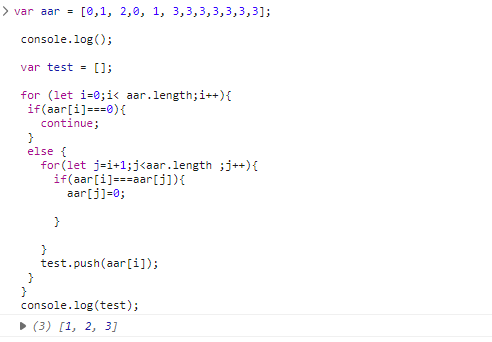 var aar = [0,1, 2,0, 1, 3,3,3,3,3,3,3];
console.log();
var test = [];
for (let i=0;i< aar.length;i++){
if(aar[i]===0){
continue;
}
else {
for(let j=i+1;j<aar.length ;j++){
if(aar[i]===aar[j]){
aar[j]=0;
}
}
test.push(aar[i]);
}
}
console.log(test);
(3) [1, 2, 3]